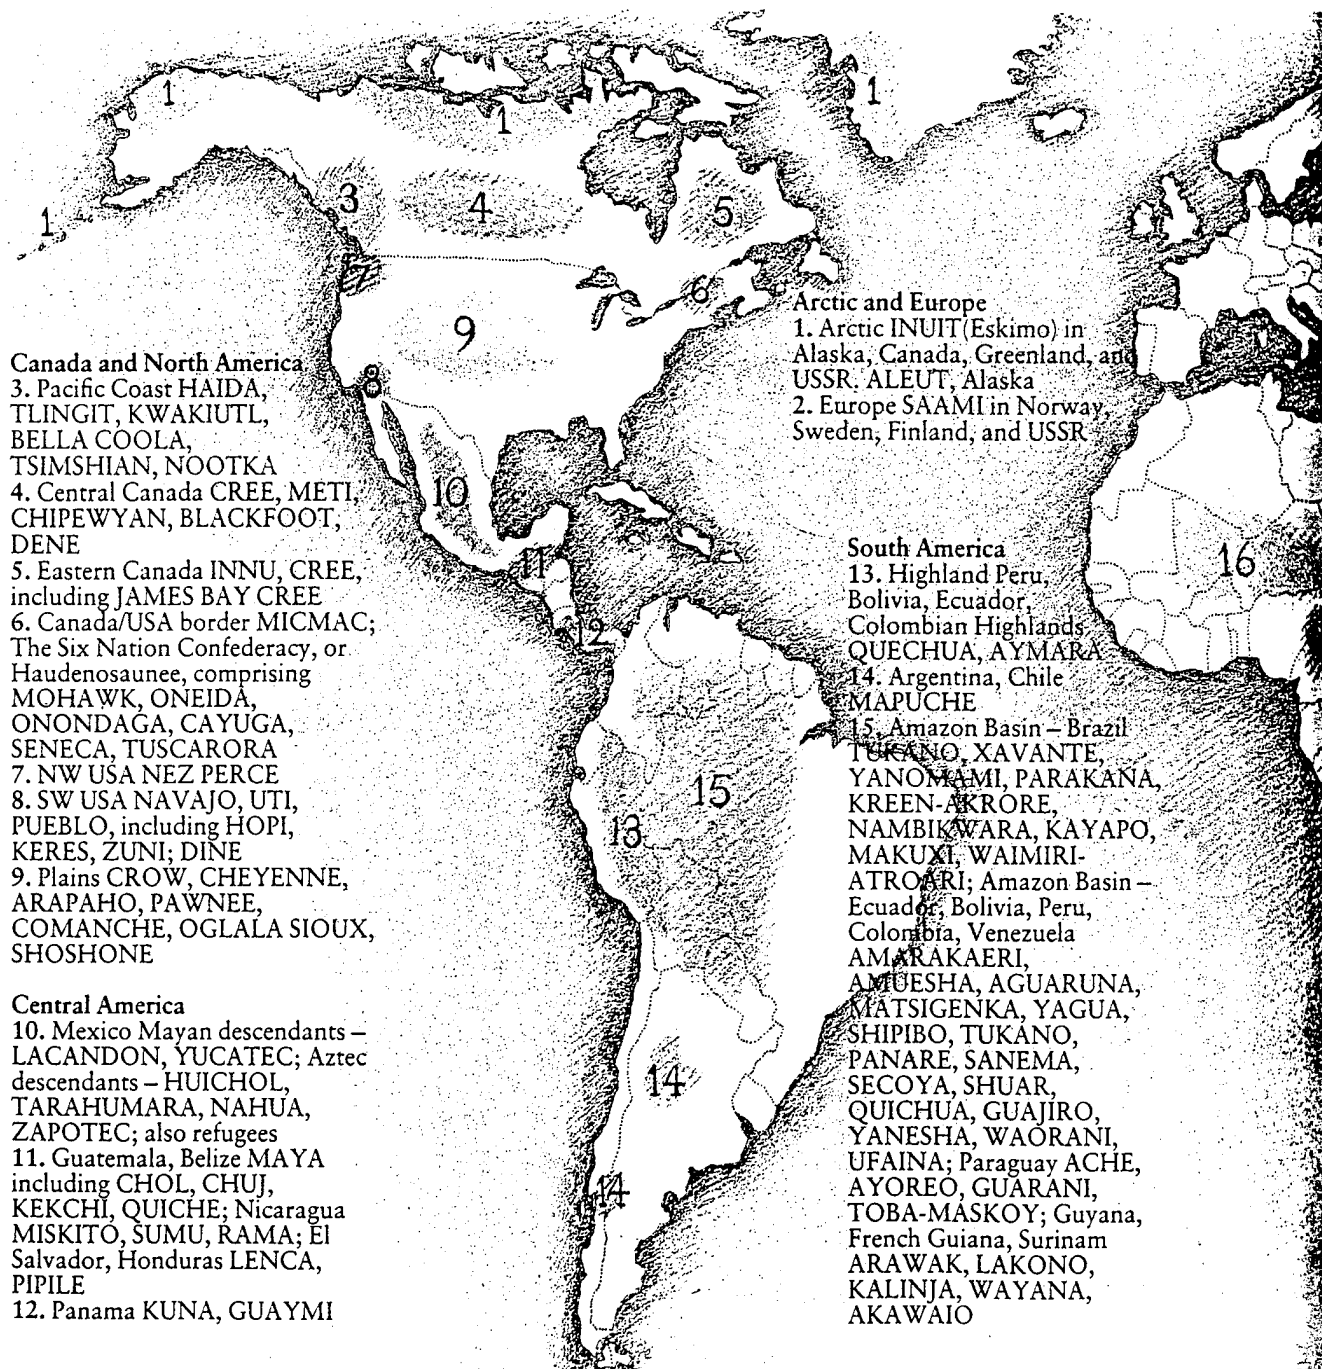 1
1
1
1
3
4
5
7
6
9
8
10
11
12
16
13
15
14
14
Canada and North America
3. Pacific Coast HAIDA,
TLINGIT, KWAKIUTL,
BELLA COOLA,
TSIMSHIAN, NOOTKA
4. Central Canada CREE, METI,
CHIPEWYAN, BLACKFOOT,
DENE
5. Eastern Canada INNU, CREE,
including JAMES BAY CREE
6. Canada/USA border MICMAC;
The Six Nation Confederacy, or
Haudenosaunee, comprising
MOHAWK, ONEIDA,
ONONDAGA, CAYUGA,
SENECA, TUSCARORA
7. NW USA NEZ PERCE
8. SW USA NAVAJO, UTI,
PUEBLO, including HOPI,
KERES, ZUNI; DINE
9. Plains CROW, CHEYENNE,
ARAPAHO, PAWNEE,
COMANCHE, OGLALA SIOUX,
SHOSHONE
Central America
10. Mexico Mayan descendants –
LACANDON, YUCATEC; Aztec
descendants – HUICHOL,
TARAHUMARA, NAHUA,
ZAPOTEC; also refugees
11. Guatemala, Belize MAYA
including CHOL, CHUJ,
KEKCHI, QUICHE; Nicaragua
MISKITO, SUMU, RAMA; El
Salvador, Honduras LENCA,
PIPILE
12. Panama KUNA, GUAYMI
Arctic and Europe
1. Arctic INUIT (Eskimo) in
Alaska, Canada, Greenland, and
USSR. ALEUT, Alaska
2. Europe SAAMI in Norway,
Sweden, Finland, and USSR
South America
13. Highland Peru,
Bolivia, Ecuador,
Colombian Highlands
QUECHUA, AYMARA
14. Argentina, Chile
MAPUCHE
15. Amazon Basin – Brazil
TUKANO, XAVANTE,
YANOMAMI, PARAKANA,
KREEN-AKRORE,
NAMBIKWARA, KAYAPO,
MAKUXI, WAIMIRI-
ATROARI; Amazon Basin –
Ecuador, Bolivia, Peru,
Colombia, Venezuela
AMARAKAERI,
AMUESHA, AGUARUNA,
MATSIGENKA, YAGUA,
SHIPIBO, TUKANO,
PANARE, SANEMA,
SECOYA, SHUAR,
QUICHUA, GUAJIRO,
YANESHA, WAORANI,
UFAINA; Paraguay ACHE,
AYOREO, GUARANI,
TOBA-MASKOY; Guyana,
French Guiana, Surinam
ARAWAK, LAKONO,
KALINJA, WAYANA,
AKAWAIO